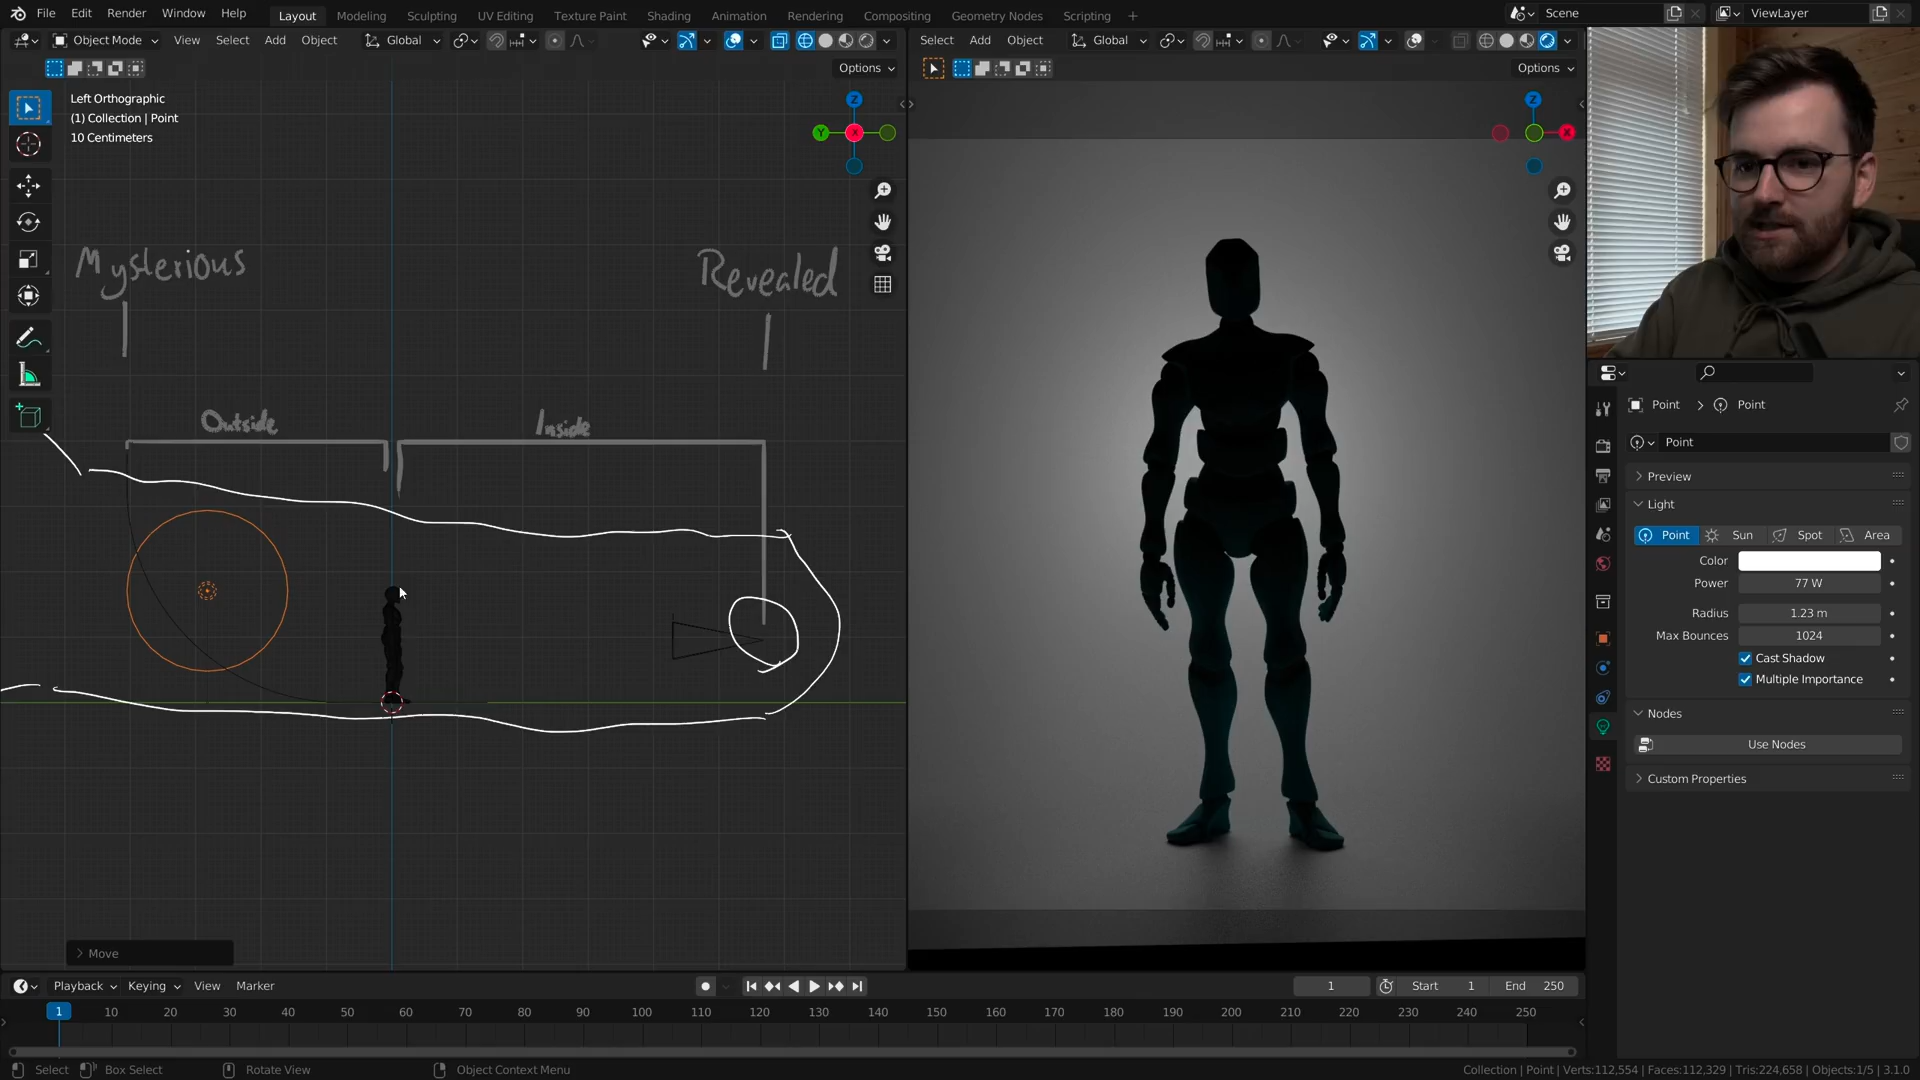 File Edit Render Window Help Layout Modeling Sculpting UV Editing Texture Paint Shading Animation Rendering Compositing Geometry Nodes Scripting + Scene ViewLayer
Object Mode View Select Add Object Global
Select Add Object Global
Options
Options
Left Orthographic
(1) Collection | Point
10 Centimeters
Z
Y
X
Z
X
Mysterious
Revealed
Outside
Inside
Move
Point > Point
Point
Preview
Light
Point Sun Spot Area
Color
Power 77 W
Radius 1.23 m
Max Bounces 1024
Cast Shadow
Multiple Importance
Nodes
Use Nodes
Custom Properties
Playback Keying View Marker
1 Start 1 End 250
1 10 20 30 40 50 60 70 80 90 100 110 120 130 140 150 160 170 180 190 200 210 220 230 240 250
Select Box Select Rotate View Object Context Menu
Collection | Point | Verts:112,554 | Faces:112,329 | Tris:224,658 | Objects:1/5 | 3.1.0